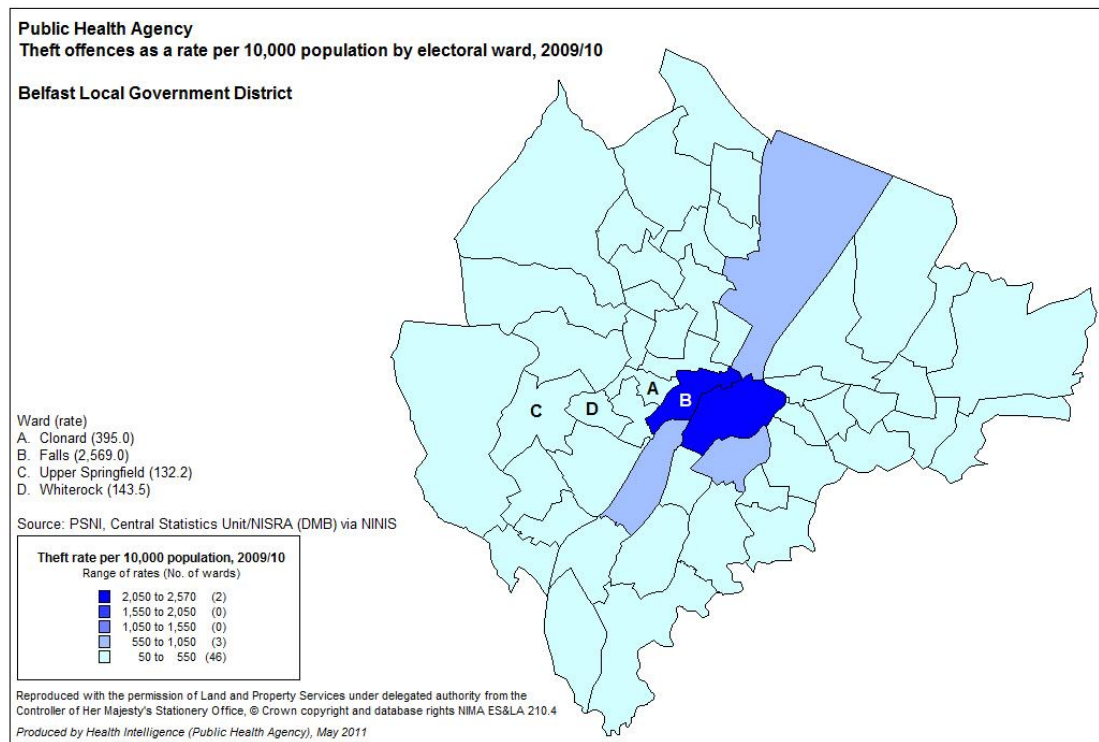 Public Health Agency
Theft offences as a rate per 10,000 population by electoral ward, 2009/10
Belfast Local Government District
A
B
C
D
Ward (rate)
A. Clonard (395.0)
B. Falls (2,569.0)
C. Upper Springfield (132.2)
D. Whiterock (143.5)
Source: PSNI, Central Statistics Unit/NISRA (DMB) via NINIS
Theft rate per 10,000 population, 2009/10
Range of rates (No. of wards)
2,050 to 2,570 (2)
1,550 to 2,050 (0)
1,050 to 1,550 (0)
550 to 1,050 (3)
50 to 550 (46)
Reproduced with the permission of Land and Property Services under delegated authority from the
Controller of Her Majesty's Stationery Office, © Crown copyright and database rights NIMA ES&LA 210.4
Produced by Health Intelligence (Public Health Agency), May 2011